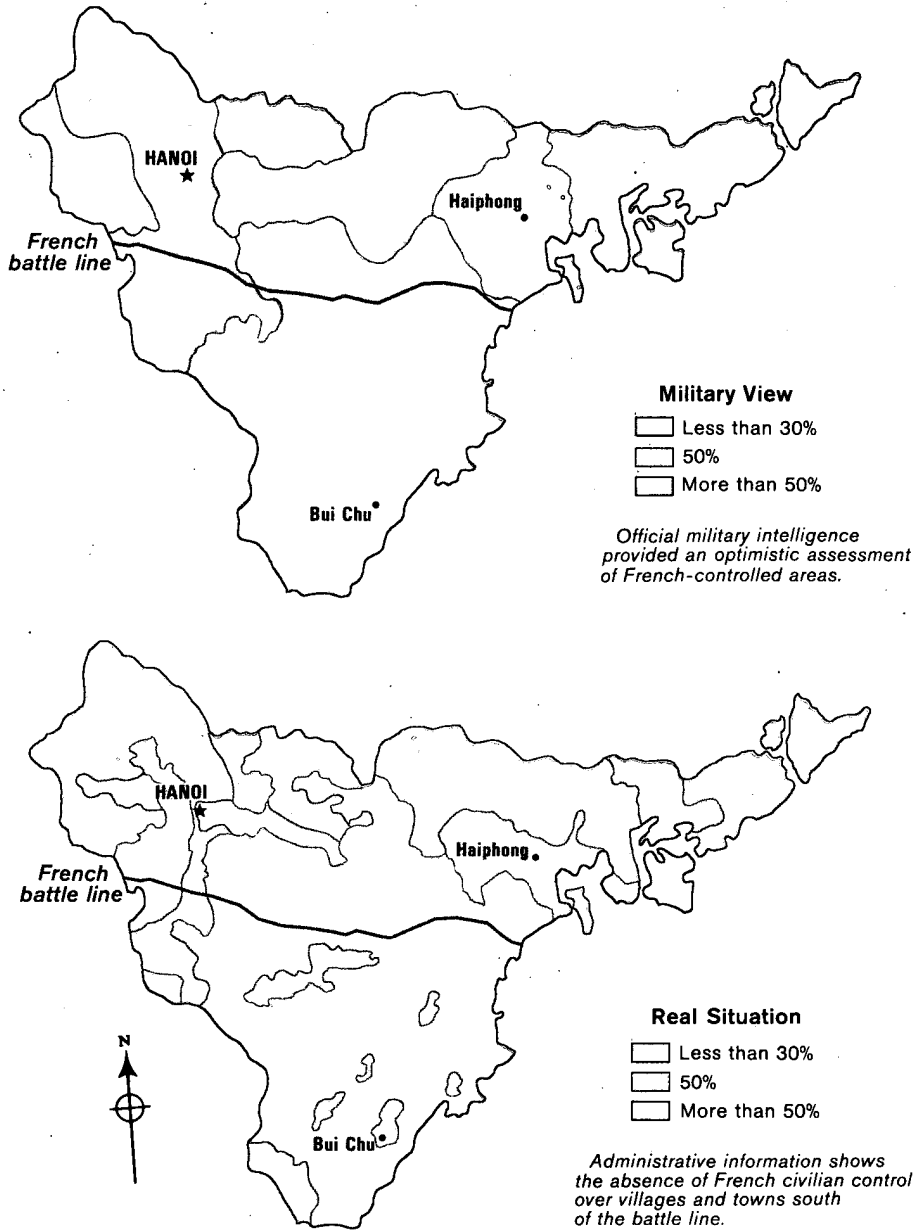 HANOI
Haiphong
French
battle line
Bui Chu
Military View
Less than 30%
50%
More than 50%
Official military intelligence
provided an optimistic assessment
of French-controlled areas.
HANOI
Haiphong
French
battle line
N
Bui Chu
Real Situation
Less than 30%
50%
More than 50%
Administrative information shows
the absence of French civilian control
over villages and towns south
of the battle line.